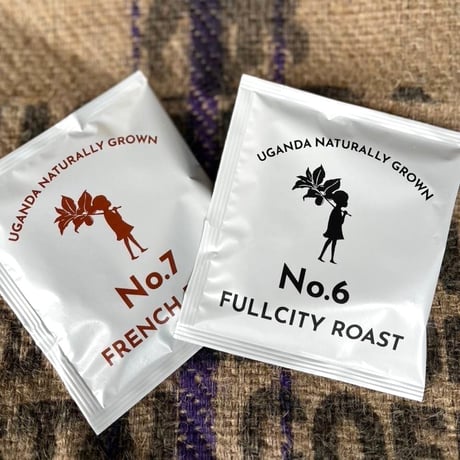 UGANDA NATURALLY GROWN
No.7
FRENCH
UGANDA NATURALLY GROWN
No.6
FULLCITY ROAST